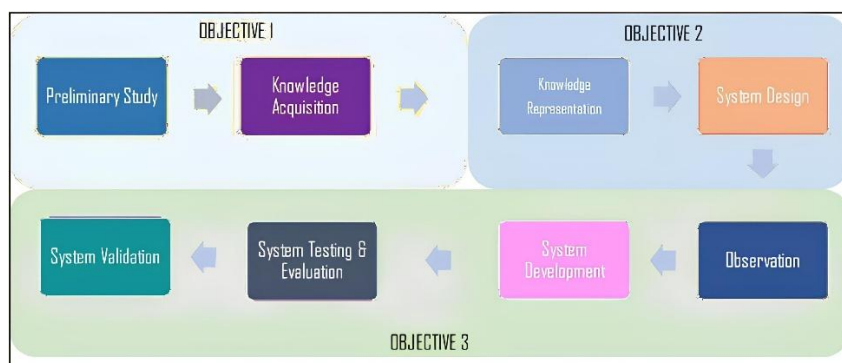 OBJECTIVE 1
OBJECTIVE 2
Preliminary Study
Knowledge
Acquisition
Knowledge
Representation
System Design
System Validation
System Testing &
Evaluation
System
Development
Observation
OBJECTIVE 3